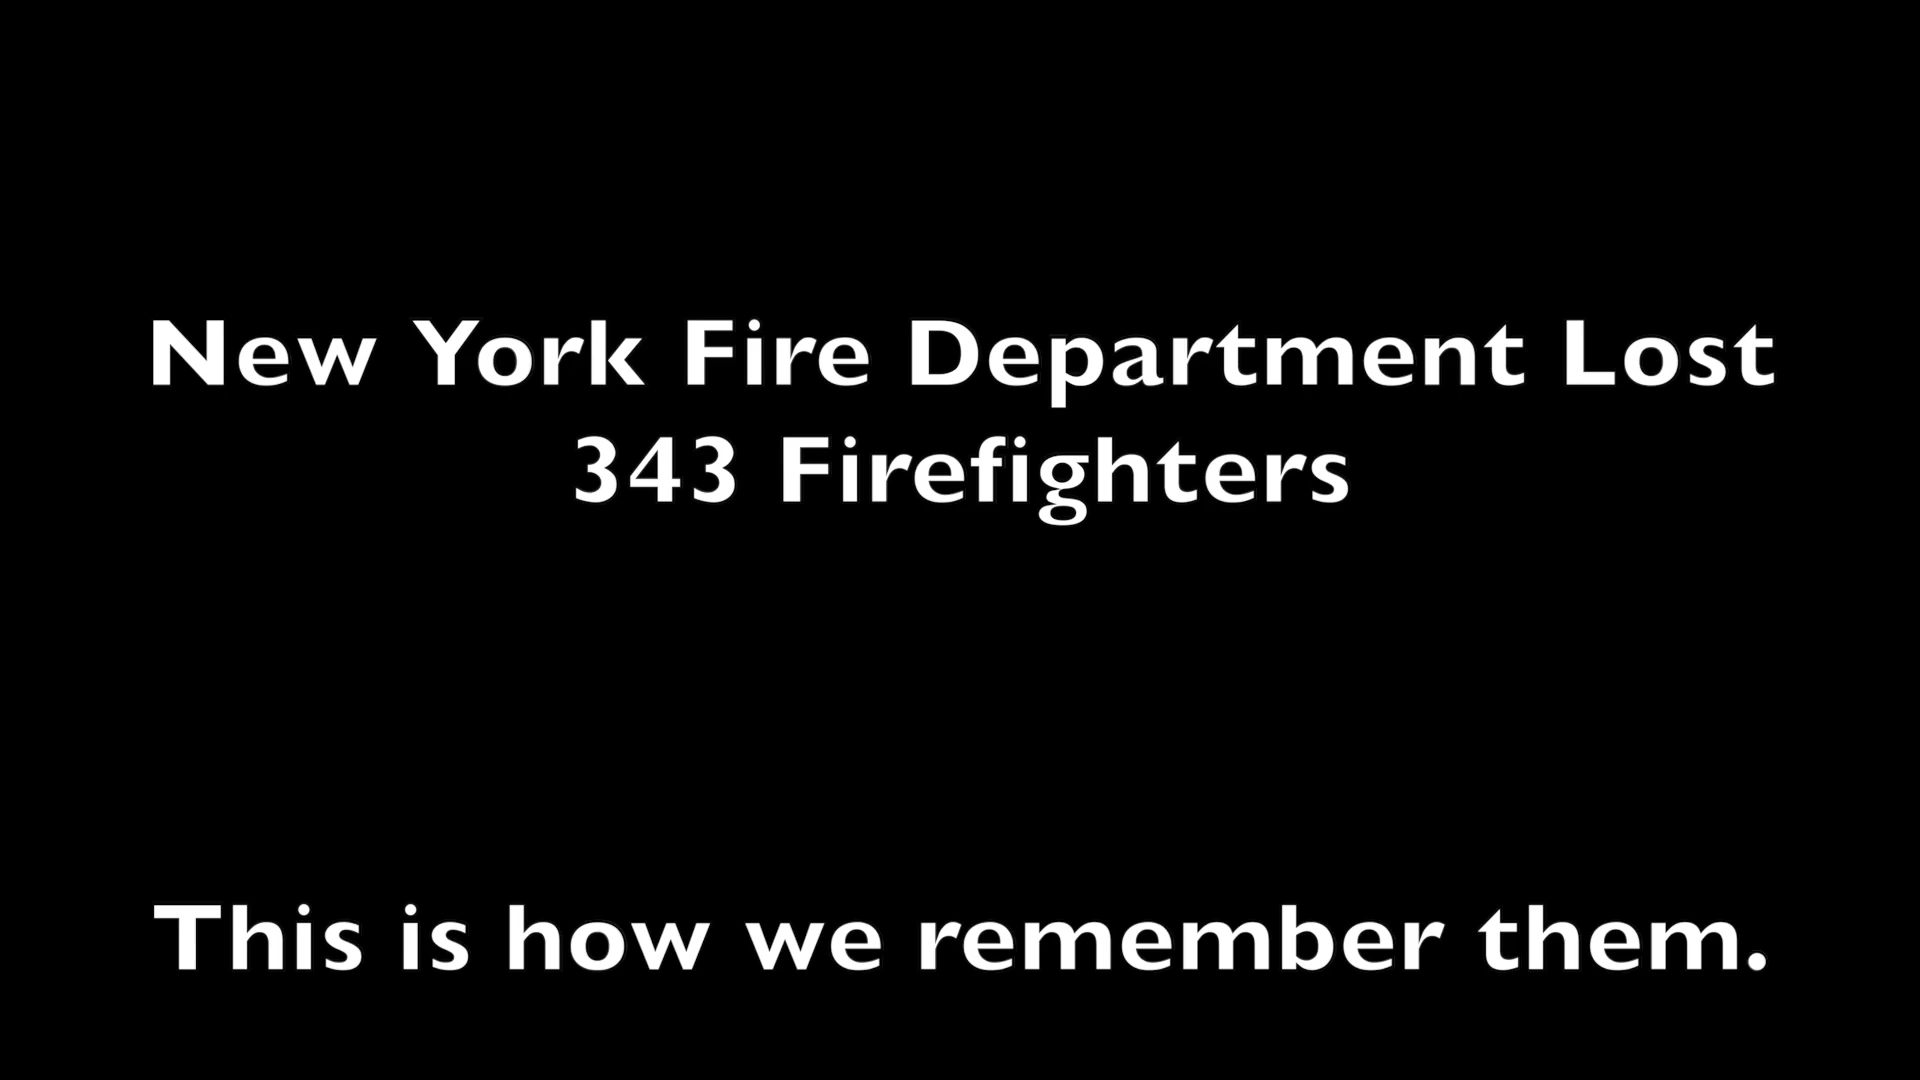 New York Fire Department Lost
343 Firefighters
This is how we remember them.